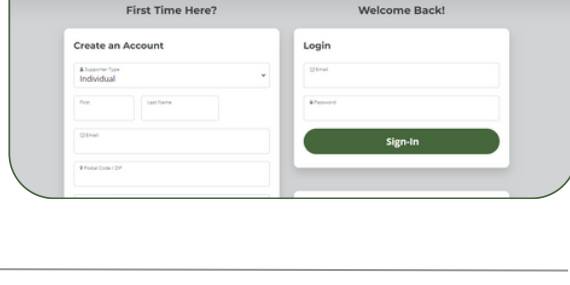 First Time Here?
Welcome Back!
Create an Account
Supporter Type
Individual
First
Last Name
Email
Postal Code / ZIP
Login
Email
Password
Sign-In